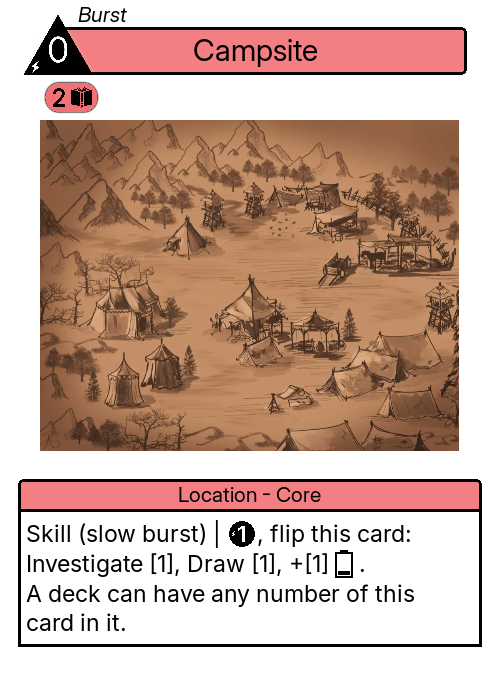 Burst
0
Campsite
2
Location - Core
Skill (slow burst) | 1, flip this card:
Investigate [1], Draw [1], +[1] .
A deck can have any number of this
card in it.